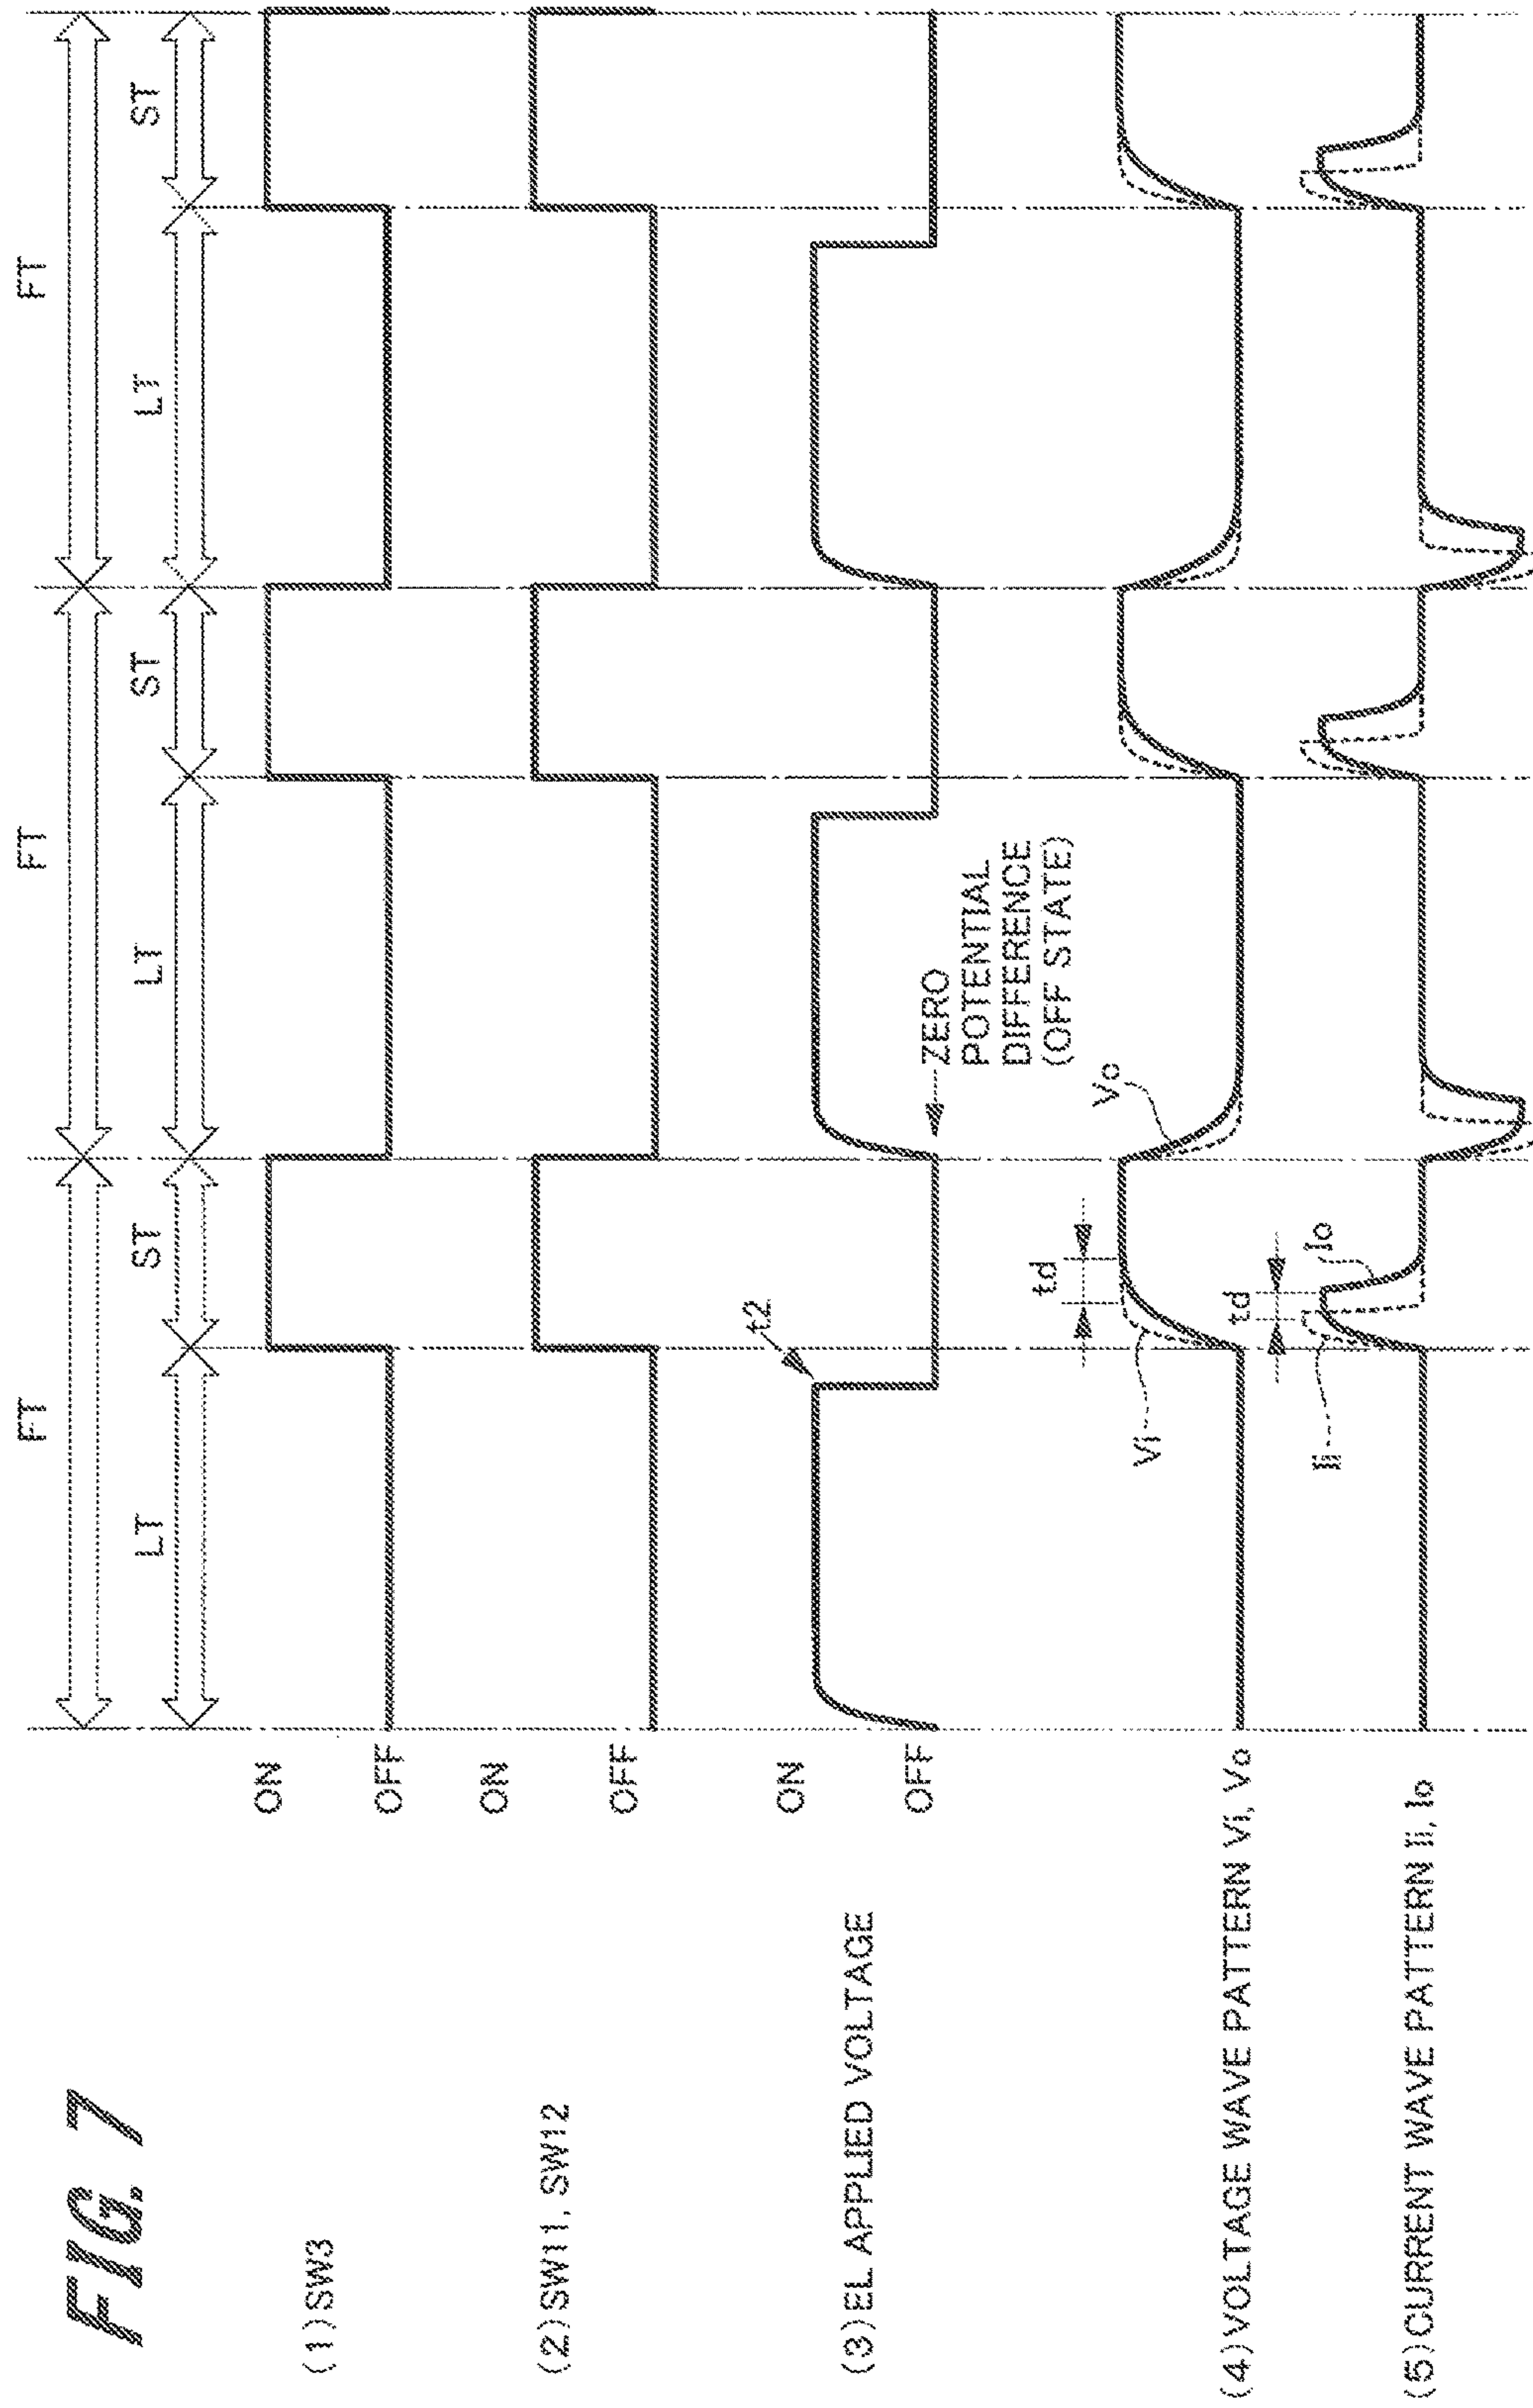 FIG. 7
FT
FT
FT
LT
ST
LT
ST
LT
ST
(1)SW3
ON
OFF
(2)SW11, SW12
ON
OFF
(3)EL APPLIED VOLTAGE
ON
OFF
t2
ZERO
POTENTIAL
DIFFERENCE
(OFF STATE)
(4)VOLTAGE WAVE PATTERN Vi, Vo
Vi
td
Vo
(5)CURRENT WAVE PATTERN Ii, Io
Ii
td
Io